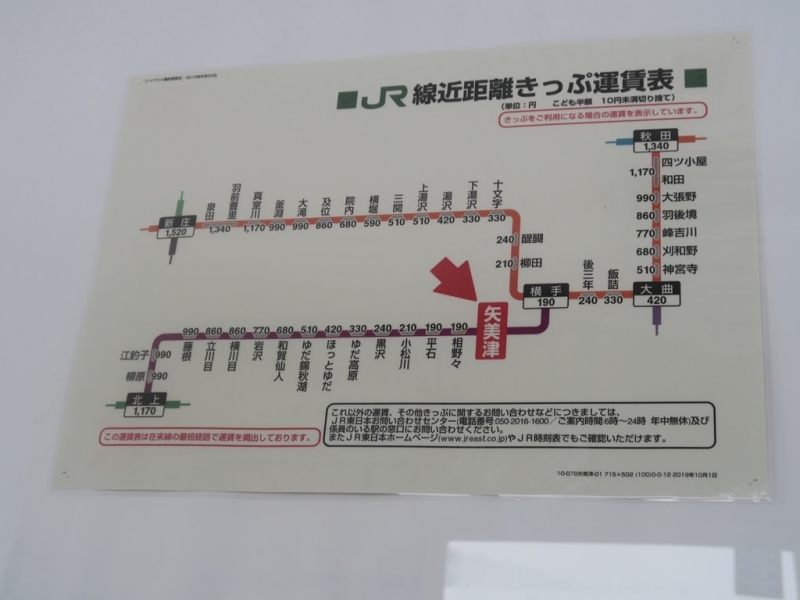 ■JR線近距離きっぷ運賃表■
(単位:円 こども半額 10円未満切り捨て)
きっぷをご利用になる場合の運賃を表示しています。
秋田
1,340
四ツ小屋
1,170
和田
大張野
990
羽後境
860
峰吉川
770
刈和野
680
神宮寺
510
大曲
420
飯詰
330
後三年
240
横手
190
新庄
1,520
泉田
羽前豊里
1,340
真室川
1,170
釜淵
990
大滝
990
及位
860
院内
680
横堀
590
三関
510
上湯沢
510
湯沢
420
下湯沢
330
十文字
330
醍醐
240
柳田
210
矢美津
相野々
190
平石
190
小松川
210
黒沢
240
ゆだ高原
330
ほっとゆだ
420
ゆだ錦秋湖
510
和賀仙人
680
岩沢
770
横川目
860
立川目
860
藤根
990
江釣子
990
柳原
990
北上
1,170
この運賃表は在来線の最短経路で運賃を掲出しております。
これ以外の運賃、その他きっぷに関するお問い合わせなどにつきましては、
JR東日本お問い合わせセンター(電話番号050-2016-1600/ご案内時間6時~24時 年中無休)及び
係員のいる駅の窓口にお問い合わせください。
またJR東日本ホームページ(www.jreast.co.jp)やJR時刻表でもご確認いただけます。
2019年10月1日